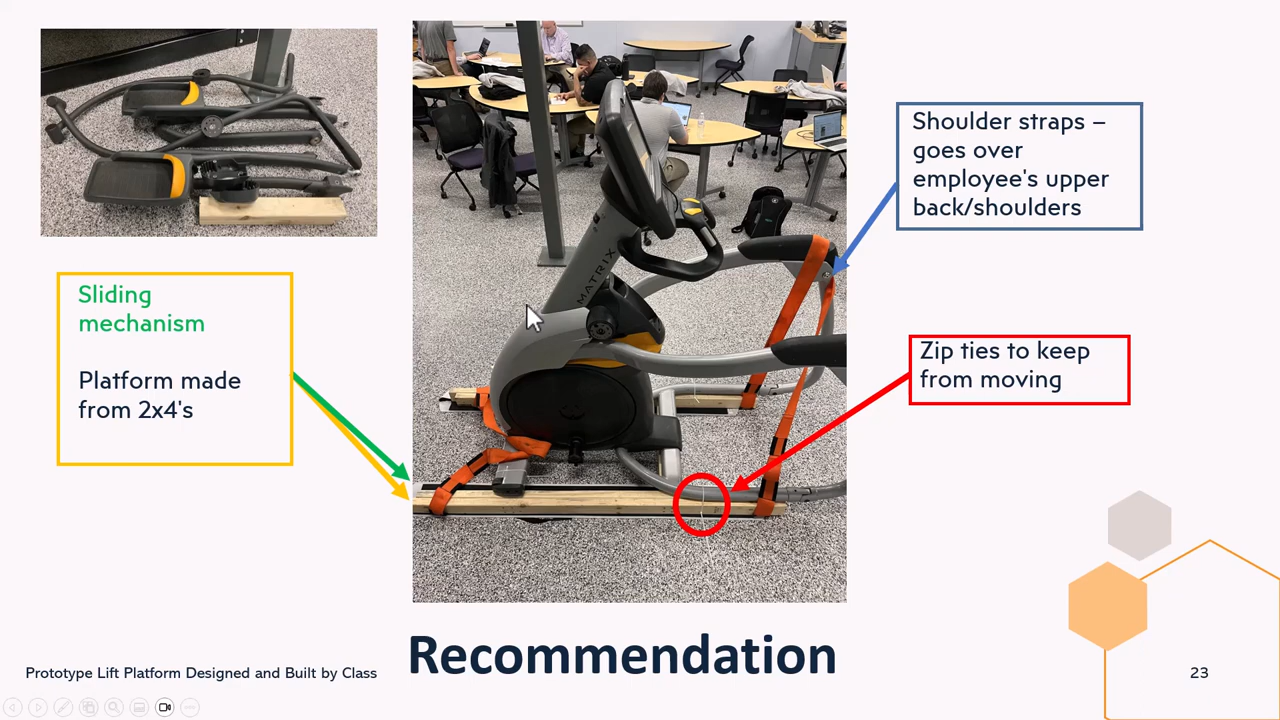 Shoulder straps –
goes over
employee's upper
back/shoulders
Sliding
mechanism
Platform made
from 2x4's
MATRIX
Zip ties to keep
from moving
Recommendation
Prototype Lift Platform Designed and Built by Class
23